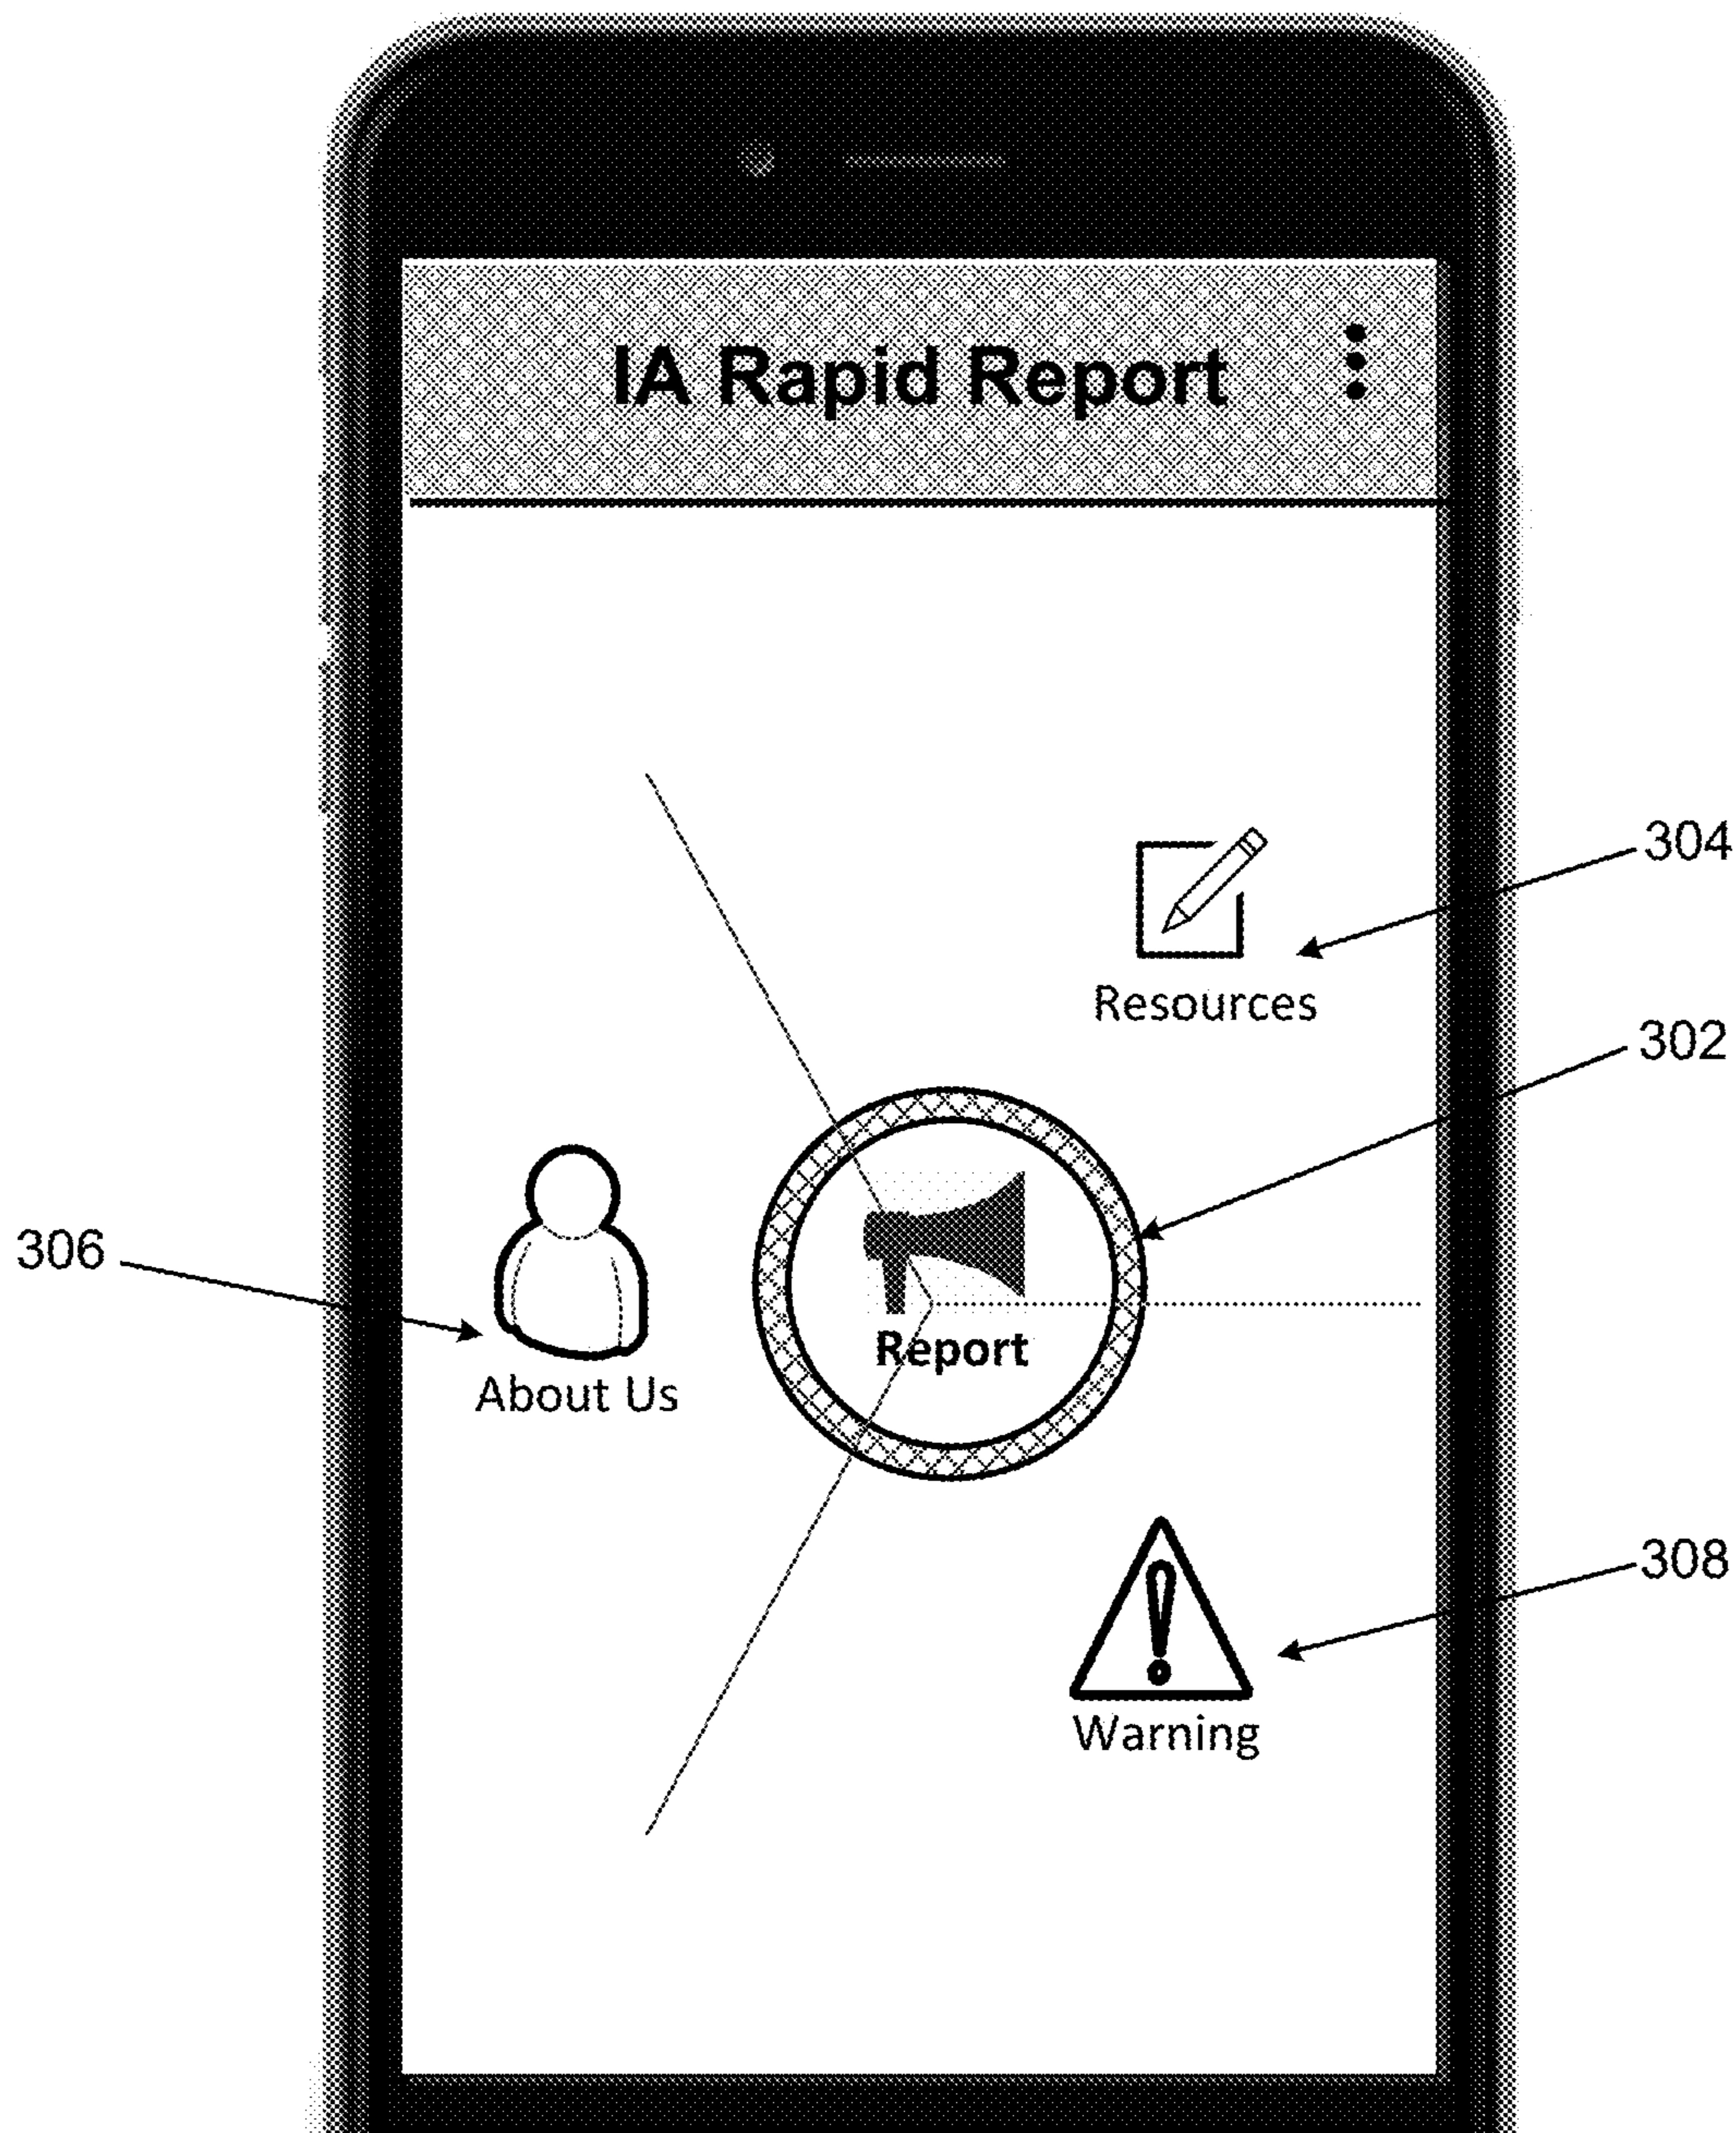 IA Rapid Report
304
Resources
302
306
Report
About Us
308
Warning